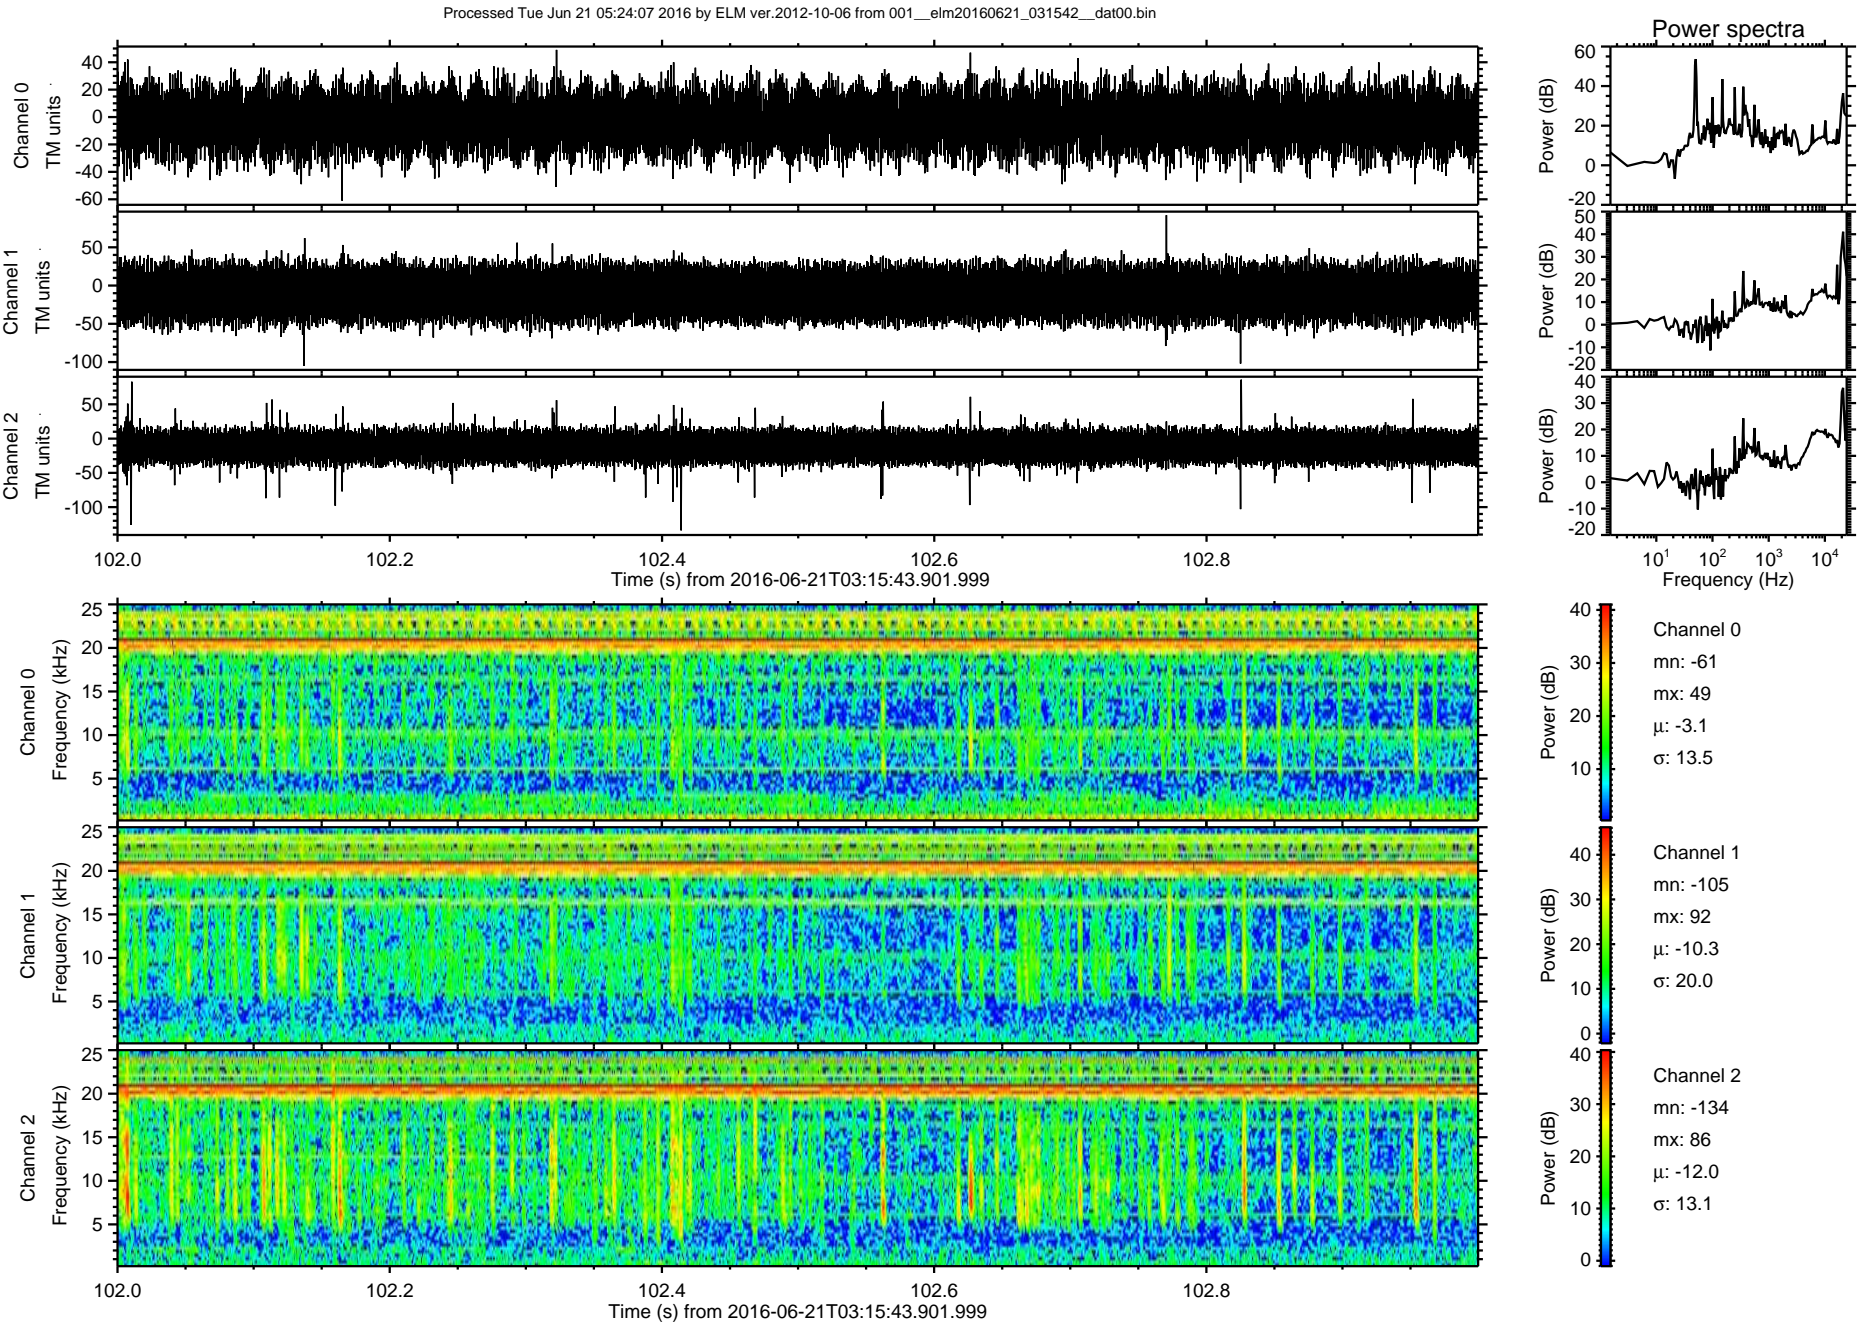 Processed Tue Jun 21 05:24:07 2016 by ELM ver.2012-10-06 from 001__elm20160621_031542__dat00.bin
Power spectra
Channel 0
TM units
40
20
0
-20
-40
-60
Power (dB)
60
40
20
0
-20
Channel 1
TM units
50
0
-50
-100
Power (dB)
50
40
30
20
10
0
-10
-20
Channel 2
TM units
50
0
-50
-100
Power (dB)
40
30
20
10
0
-10
-20
102.0 102.2 102.4 102.6 102.8
Time (s) from 2016-06-21T03:15:43.901.999
10¹ 10² 10³ 10⁴
Frequency (Hz)
Channel 0
Frequency (kHz)
25
20
15
10
5
Power (dB)
40
30
20
10
Channel 0
mn: -61
mx: 49
μ: -3.1
σ: 13.5
Channel 1
Frequency (kHz)
25
20
15
10
5
Power (dB)
40
30
20
10
0
Channel 1
mn: -105
mx: 92
μ: -10.3
σ: 20.0
Channel 2
Frequency (kHz)
25
20
15
10
5
Power (dB)
40
30
20
10
0
Channel 2
mn: -134
mx: 86
μ: -12.0
σ: 13.1
102.0 102.2 102.4 102.6 102.8
Time (s) from 2016-06-21T03:15:43.901.999